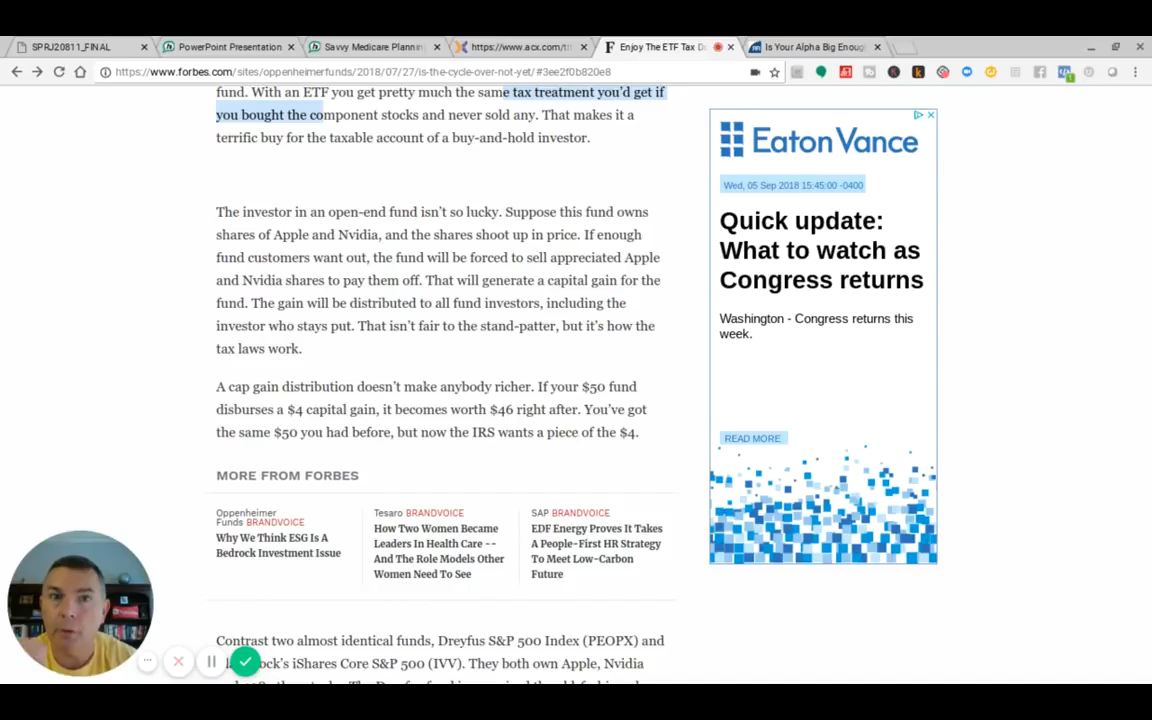 SPRJ20811_FINAL
PowerPoint Presentation
Savvy Medicare Plannin
https://www.acx.com/t
Enjoy The ETF Tax D
Is Your Alpha Big Enoug
https://www.forbes.com/sites/oppenheimerfunds/2018/07/27/is-the-cycle-over-not-yet/#3ee2f0b820e8
fund. With an ETF you get pretty much the same tax treatment you'd get if
you bought the component stocks and never sold any. That makes it a
terrific buy for the taxable account of a buy-and-hold investor.
The investor in an open-end fund isn't so lucky. Suppose this fund owns
shares of Apple and Nvidia, and the shares shoot up in price. If enough
fund customers want out, the fund will be forced to sell appreciated Apple
and Nvidia shares to pay them off. That will generate a capital gain for the
fund. The gain will be distributed to all fund investors, including the
investor who stays put. That isn't fair to the stand-patter, but it's how the
tax laws work.
A cap gain distribution doesn't make anybody richer. If your $50 fund
disburses a $4 capital gain, it becomes worth $46 right after. You've got
the same $50 you had before, but now the IRS wants a piece of the $4.
MORE FROM FORBES
Oppenheimer
Funds BRANDVOICE
Why We Think ESG Is A
Bedrock Investment Issue
Tesaro BRANDVOICE
How Two Women Became
Leaders In Health Care --
And The Role Models Other
Women Need To See
SAP BRANDVOICE
EDF Energy Proves It Takes
A People-First HR Strategy
To Meet Low-Carbon
Future
Contrast two almost identical funds, Dreyfus S&P 500 Index (PEOPX) and
ock's iShares Core S&P 500 (IVV). They both own Apple, Nvidia
Eaton Vance
Wed, 05 Sep 2018 15:45:00 -0400
Quick update:
What to watch as
Congress returns
Washington - Congress returns this
week.
READ MORE